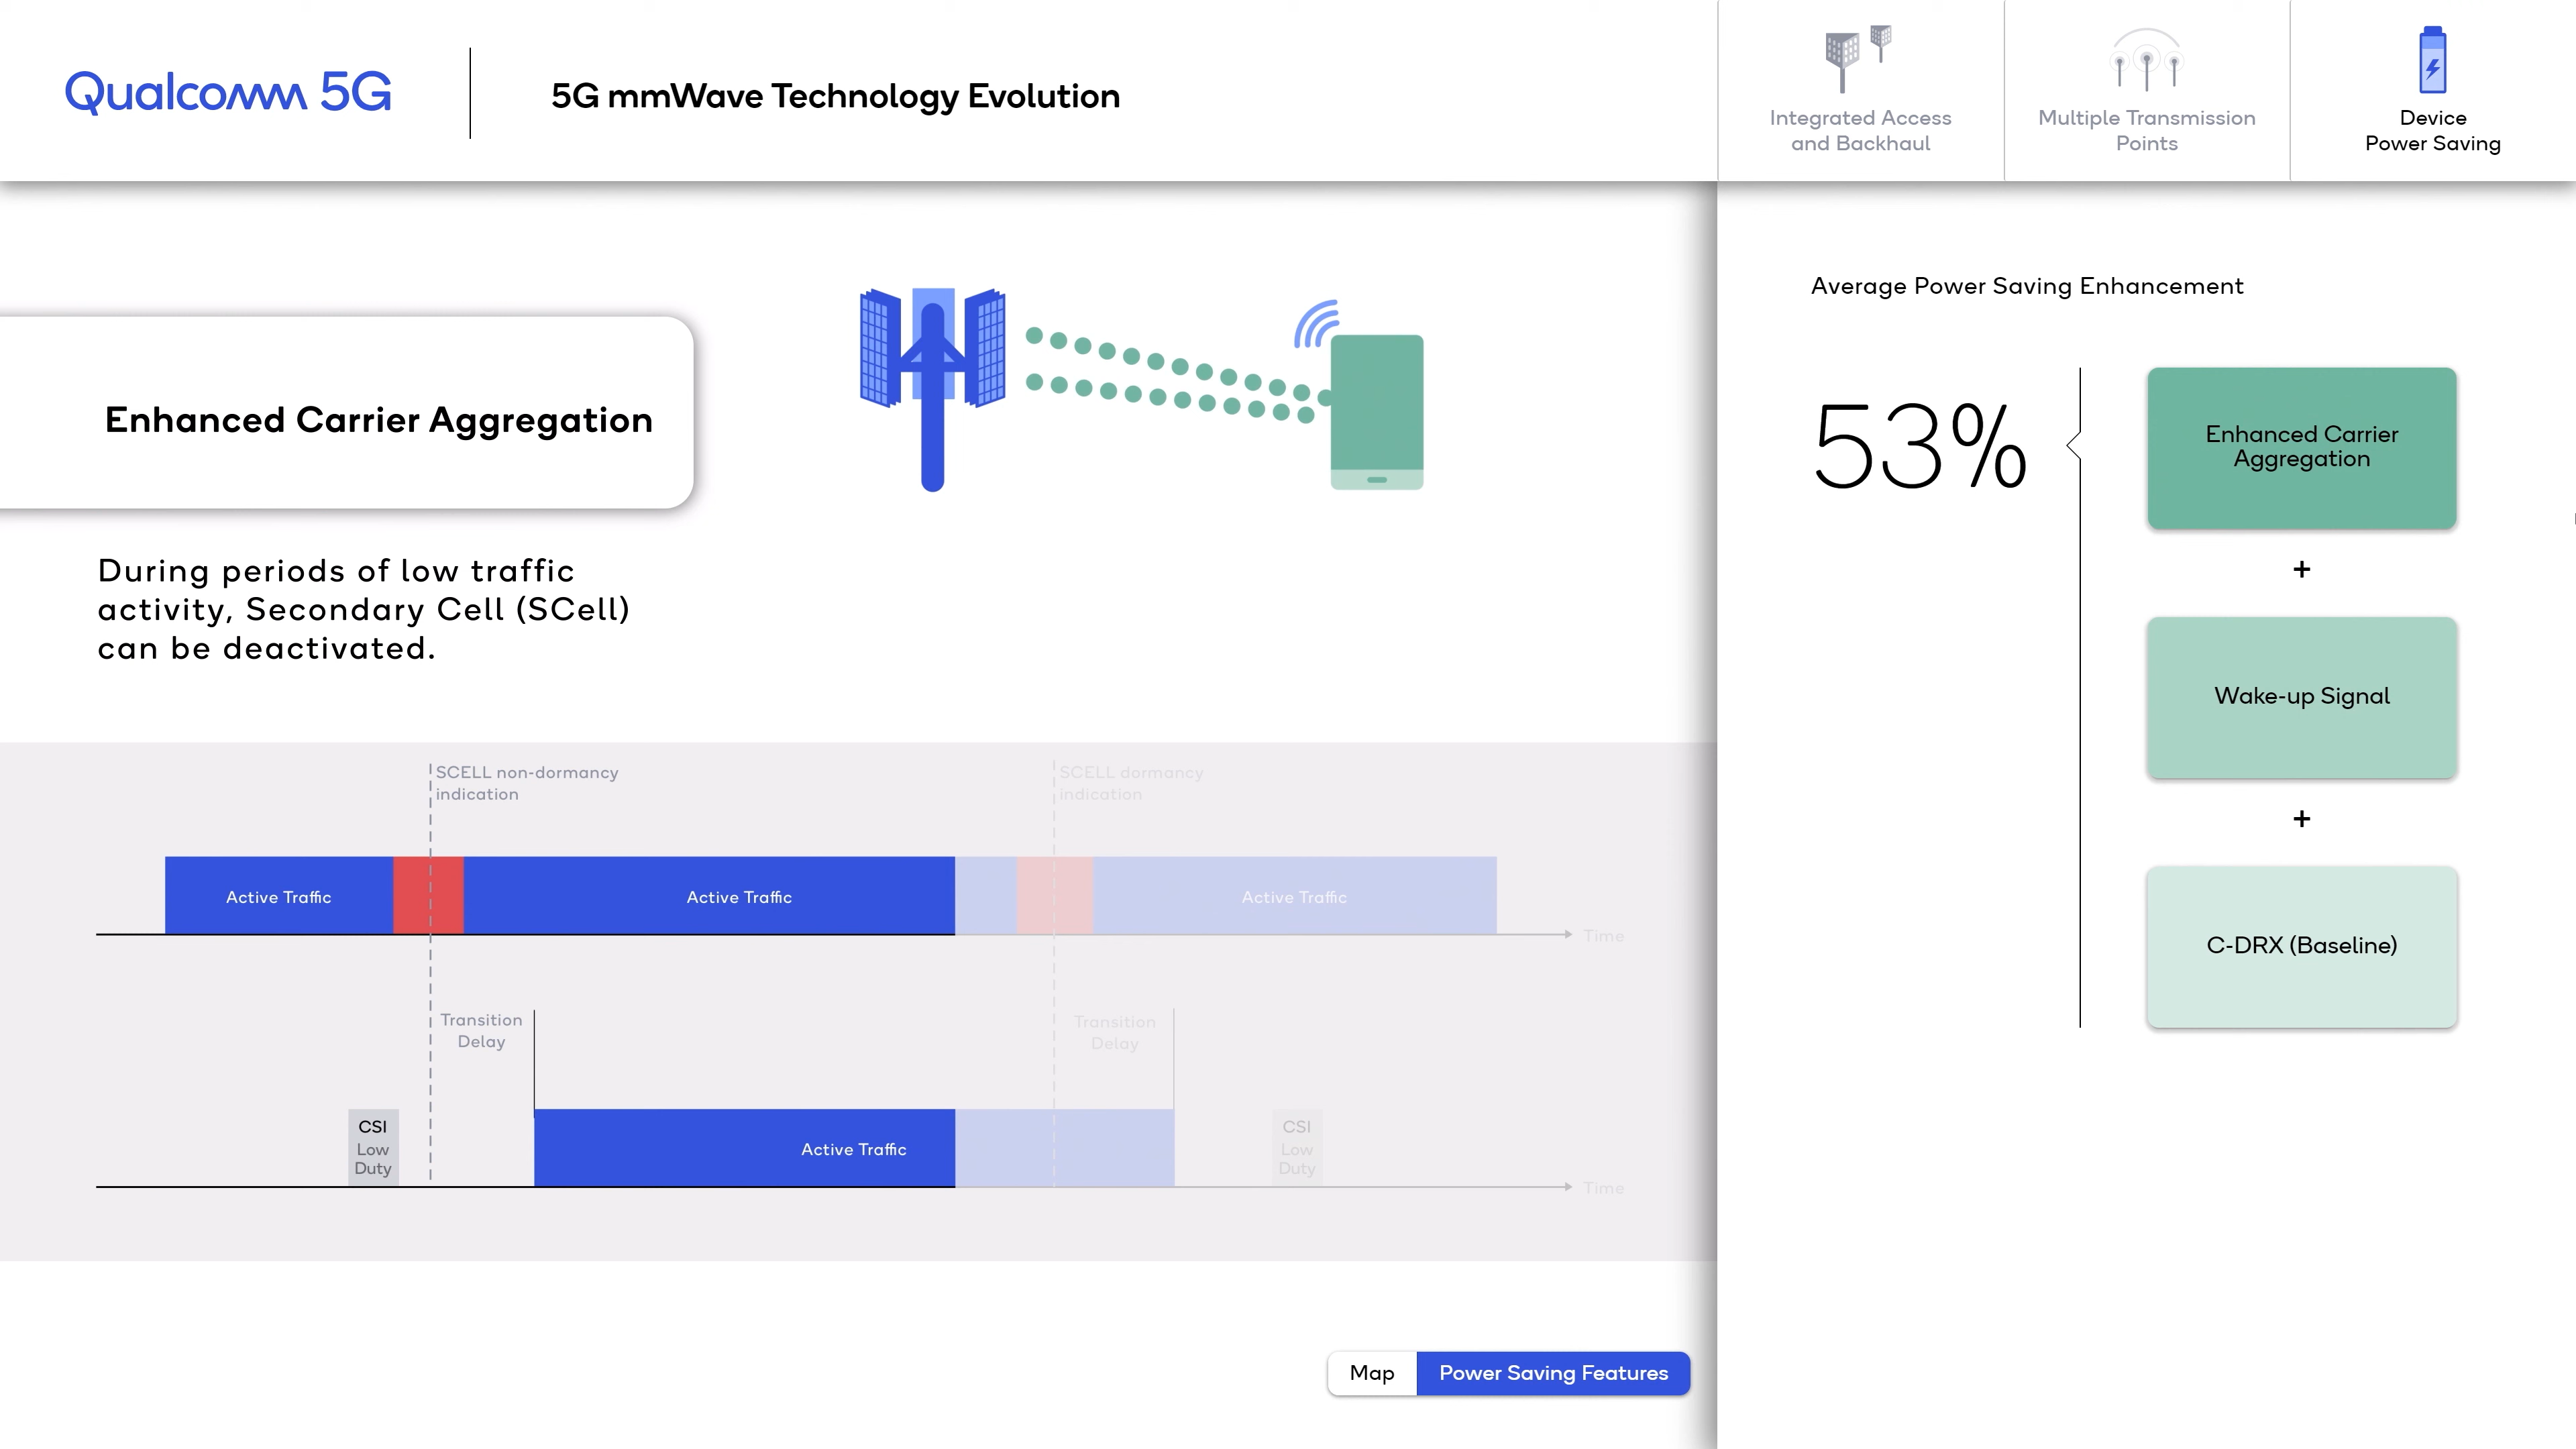 Qualcomm 5G
5G mmWave Technology Evolution
Integrated Access
and Backhaul
Multiple Transmission
Points
Device
Power Saving
Enhanced Carrier Aggregation
During periods of low traffic
activity, Secondary Cell (SCell)
can be deactivated.
SCELL non-dormancy
indication
SCELL dormancy
indication
Active Traffic
Active Traffic
Active Traffic
Time
Transition
Delay
Transition
Delay
CSI
Low
Duty
Active Traffic
CSI
Low
Duty
Time
Map
Power Saving Features
Average Power Saving Enhancement
53%
Enhanced Carrier
Aggregation
+
Wake-up Signal
+
C-DRX (Baseline)